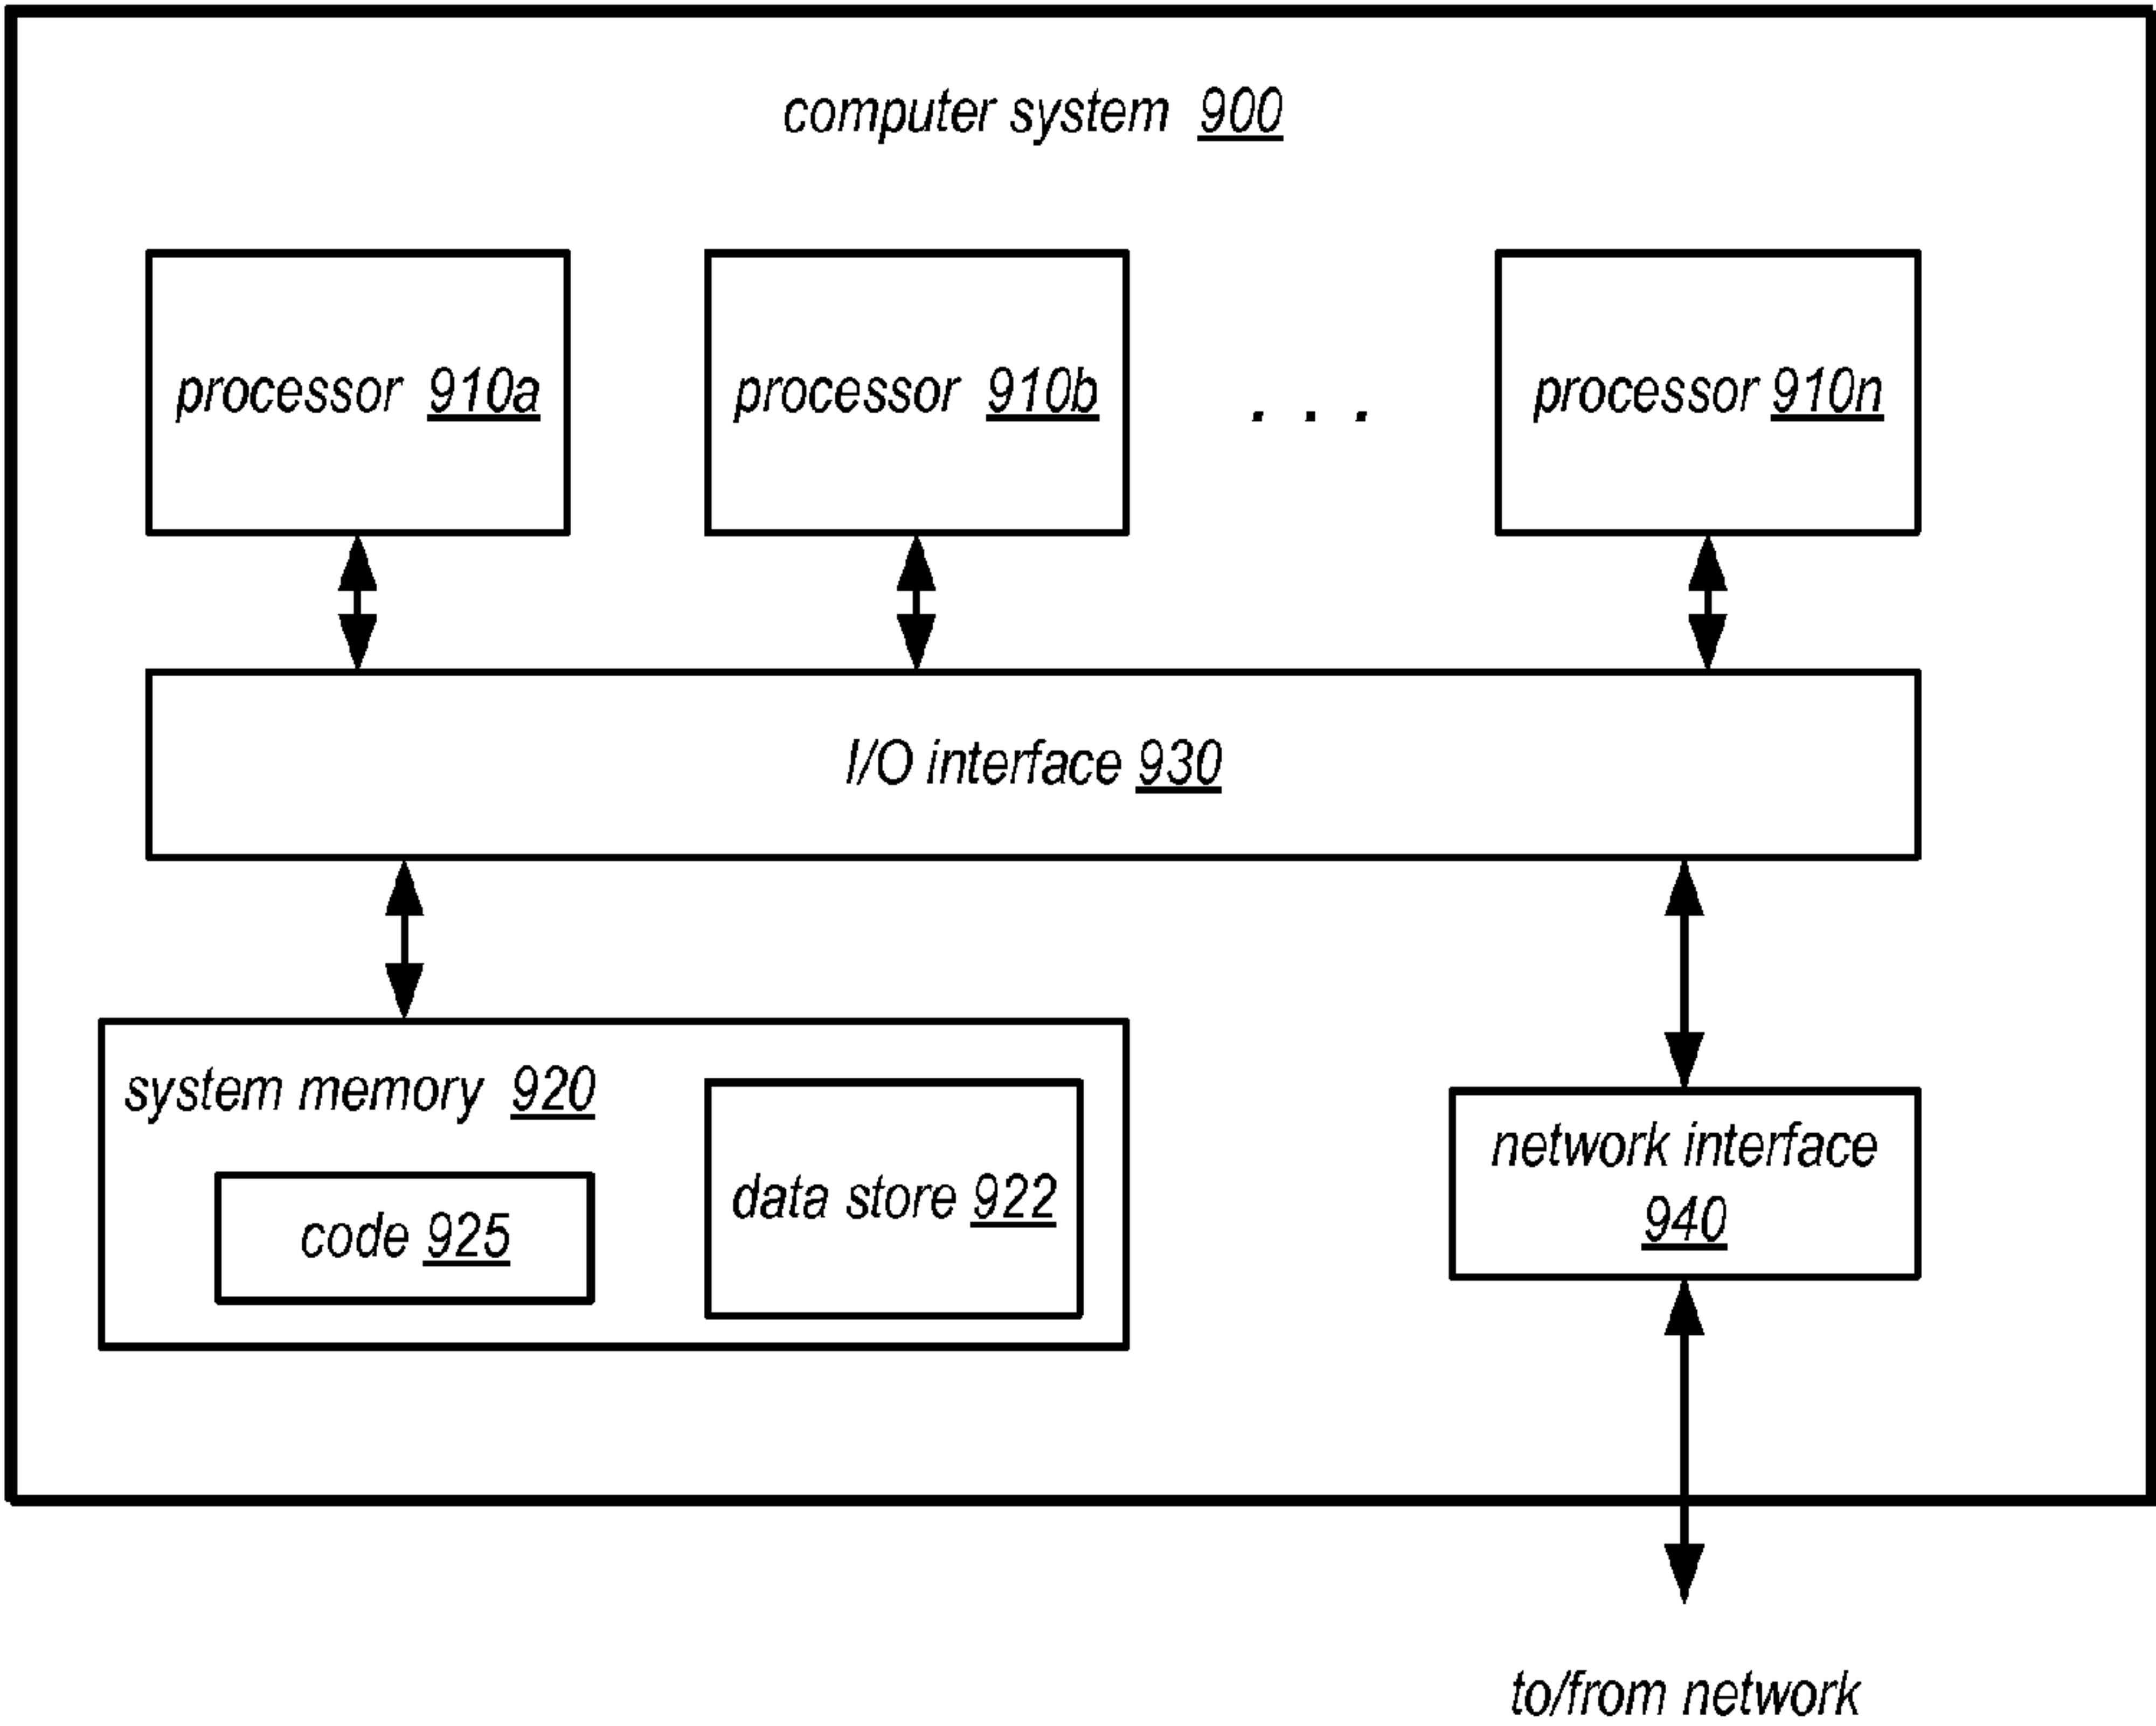 computer system 900
processor 910a
processor 910b
. . .
processor 910n
I/O interface 930
system memory 920
code 925
data store 922
network interface
940
to/from network